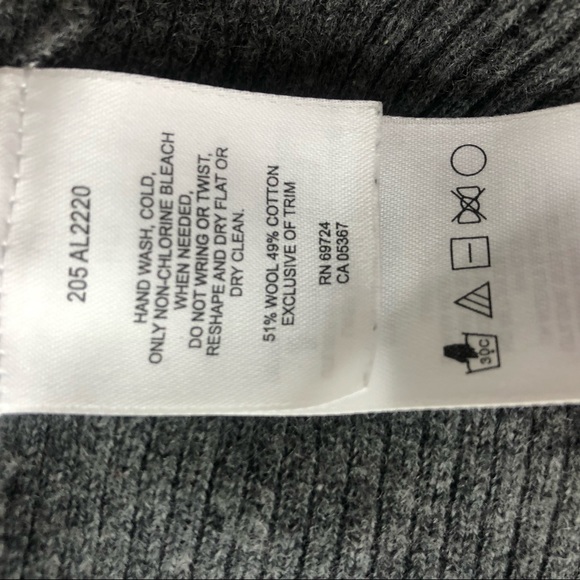 205 AL2220
HAND WASH, COLD,
ONLY NON-CHLORINE BLEACH
WHEN NEEDED,
DO NOT WRING OR TWIST,
RESHAPE AND DRY FLAT OR
DRY CLEAN.
51% WOOL 49% COTTON
EXCLUSIVE OF TRIM
RN 69724
CA 05367
30C